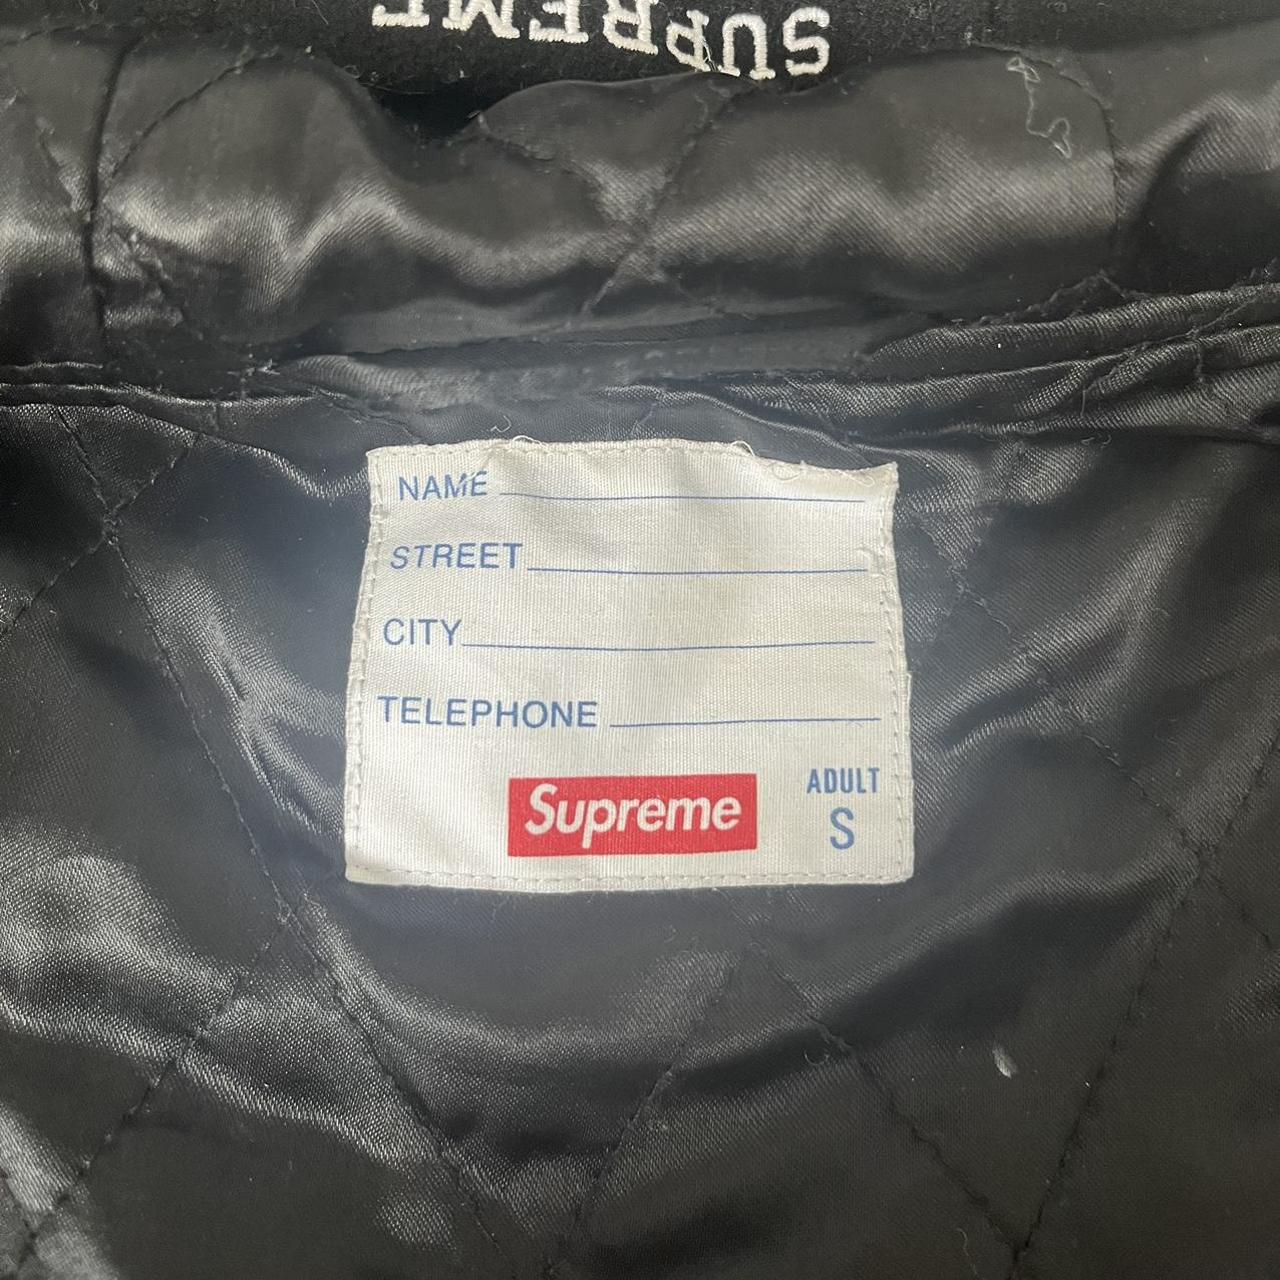 SUPREME
NAME
STREET
CITY
TELEPHONE
Supreme
ADULT
S